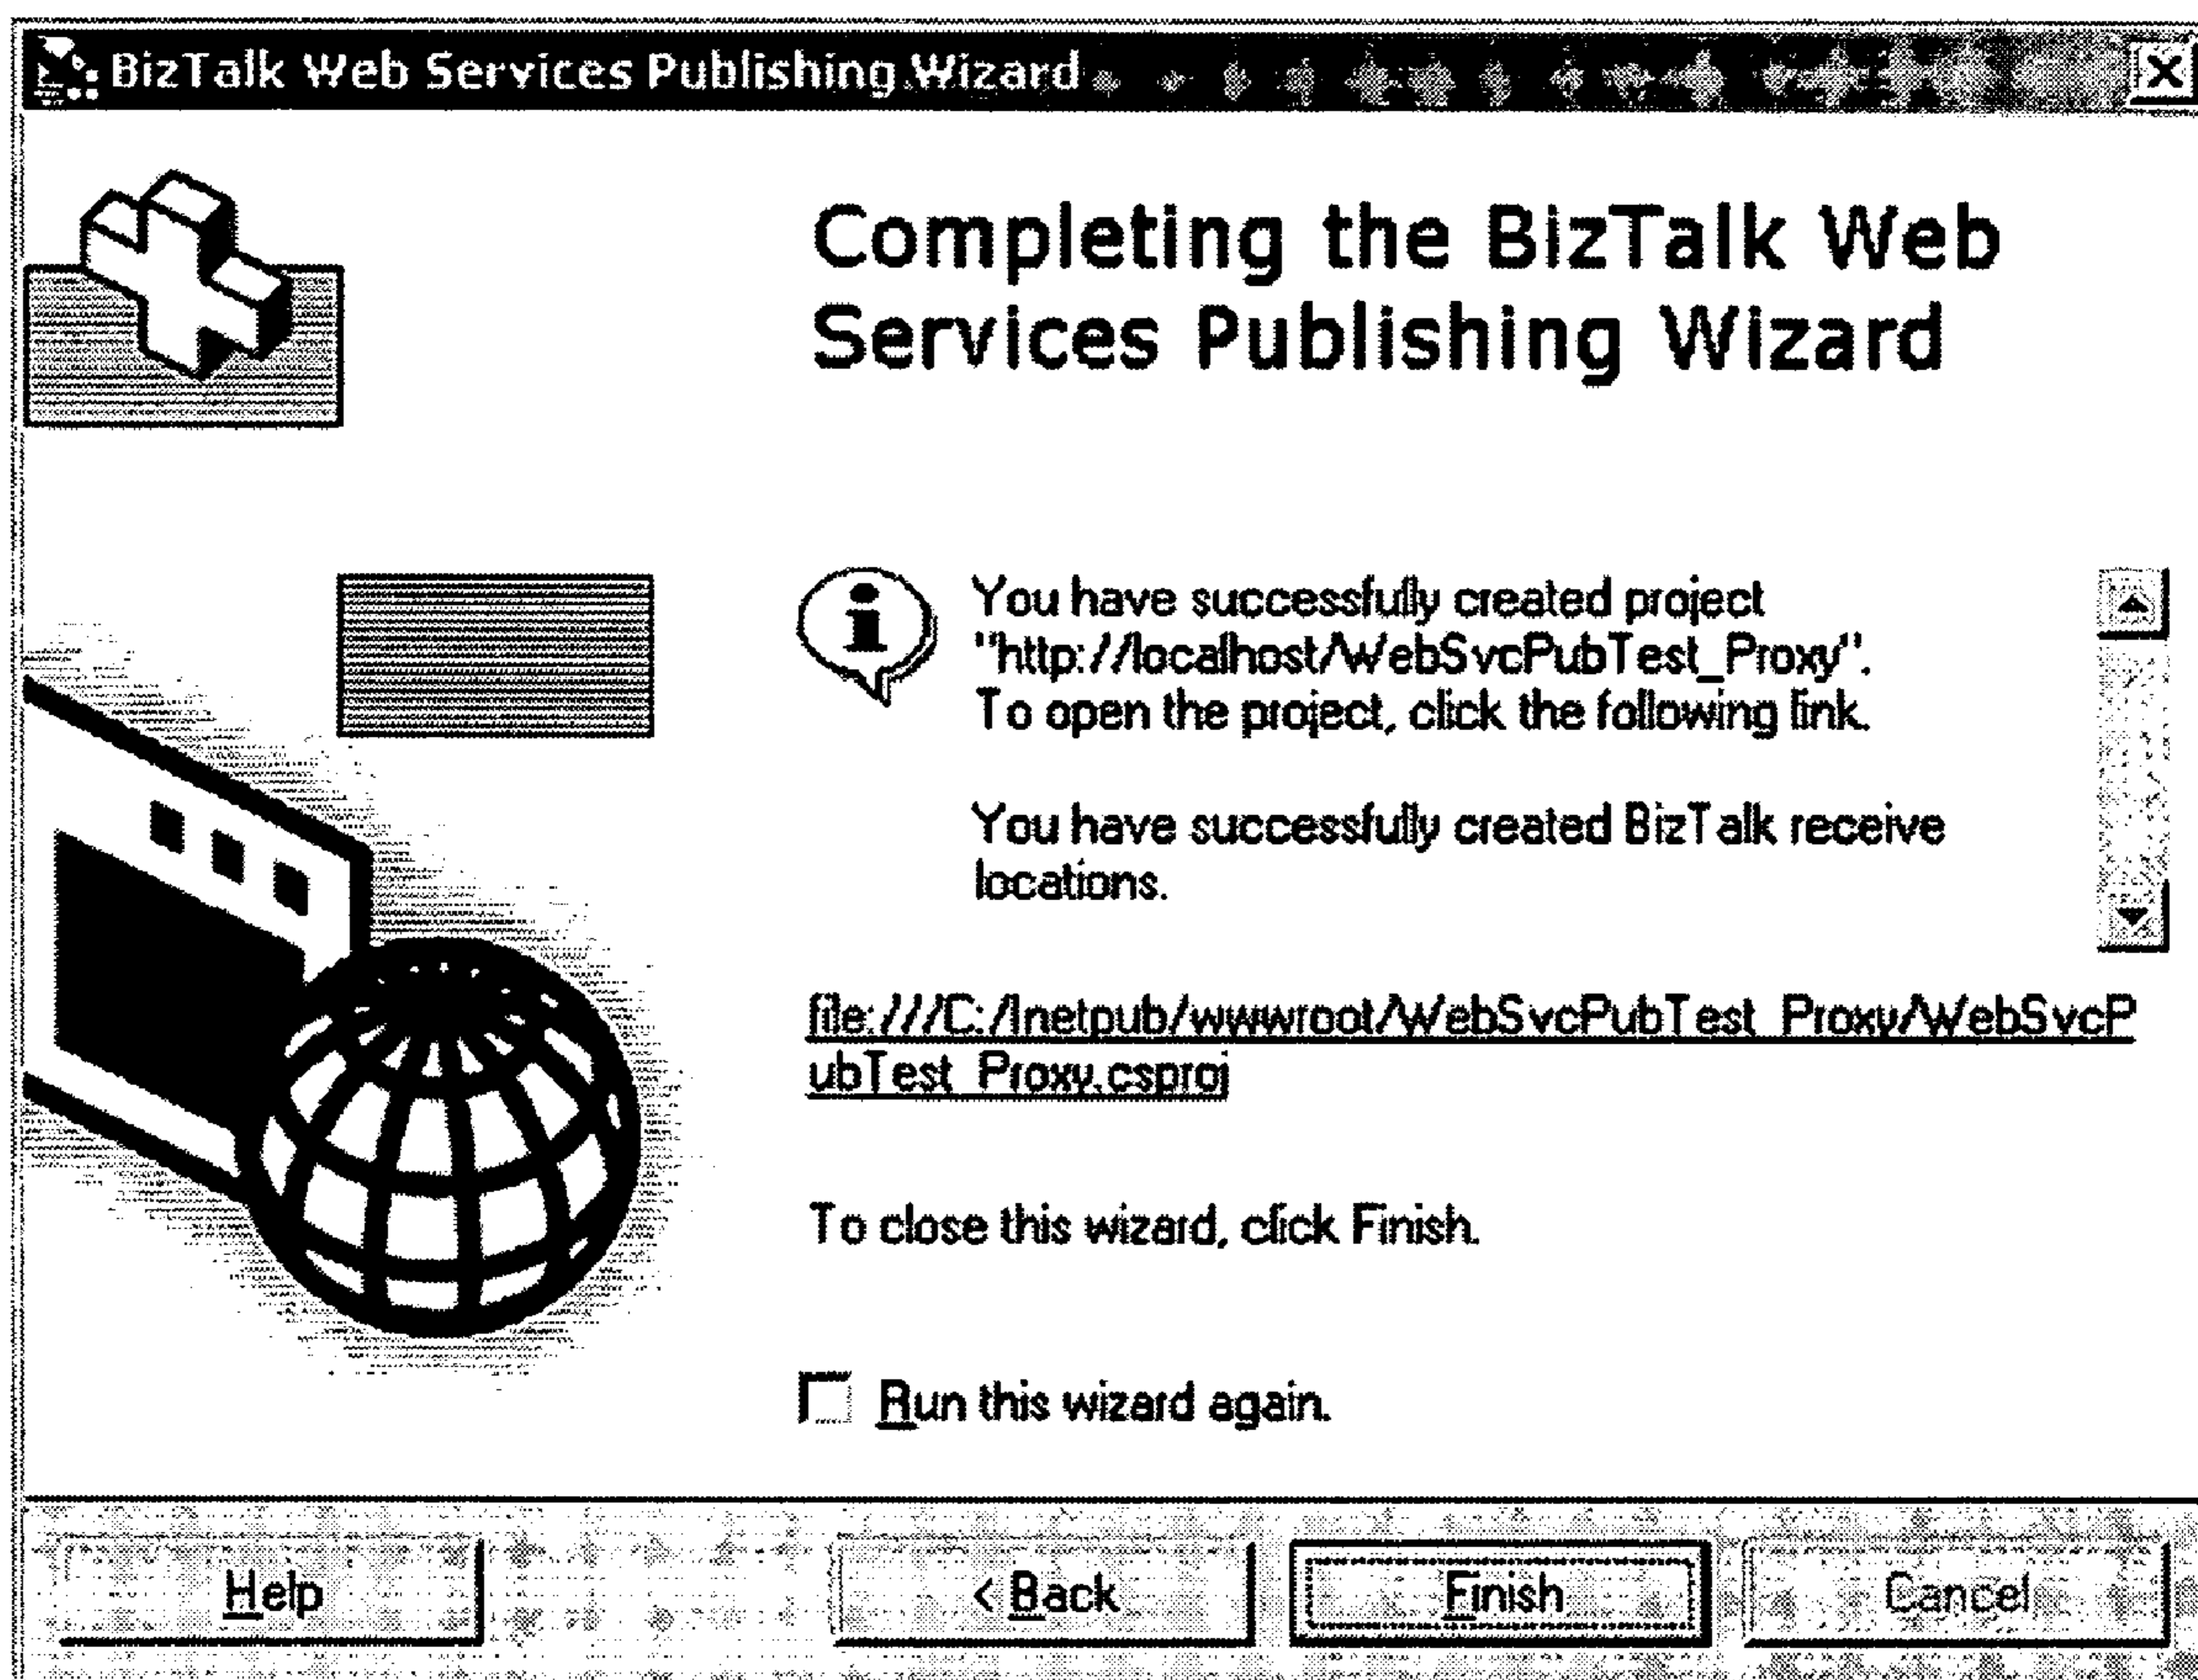 BizTalk Web Services Publishing Wizard
Completing the BizTalk Web
Services Publishing Wizard
You have successfully created project
"http://localhost/WebSvcPubTest_Proxy".
To open the project, click the following link.
You have successfully created BizTalk receive
locations.
file:///C:/Inetpub/wwwroot/WebSvcPubTest_Proxy/WebSvcP
ubTest_Proxy.csproj
To close this wizard, click Finish.
Run this wizard again.
Help < Back Finish Cancel